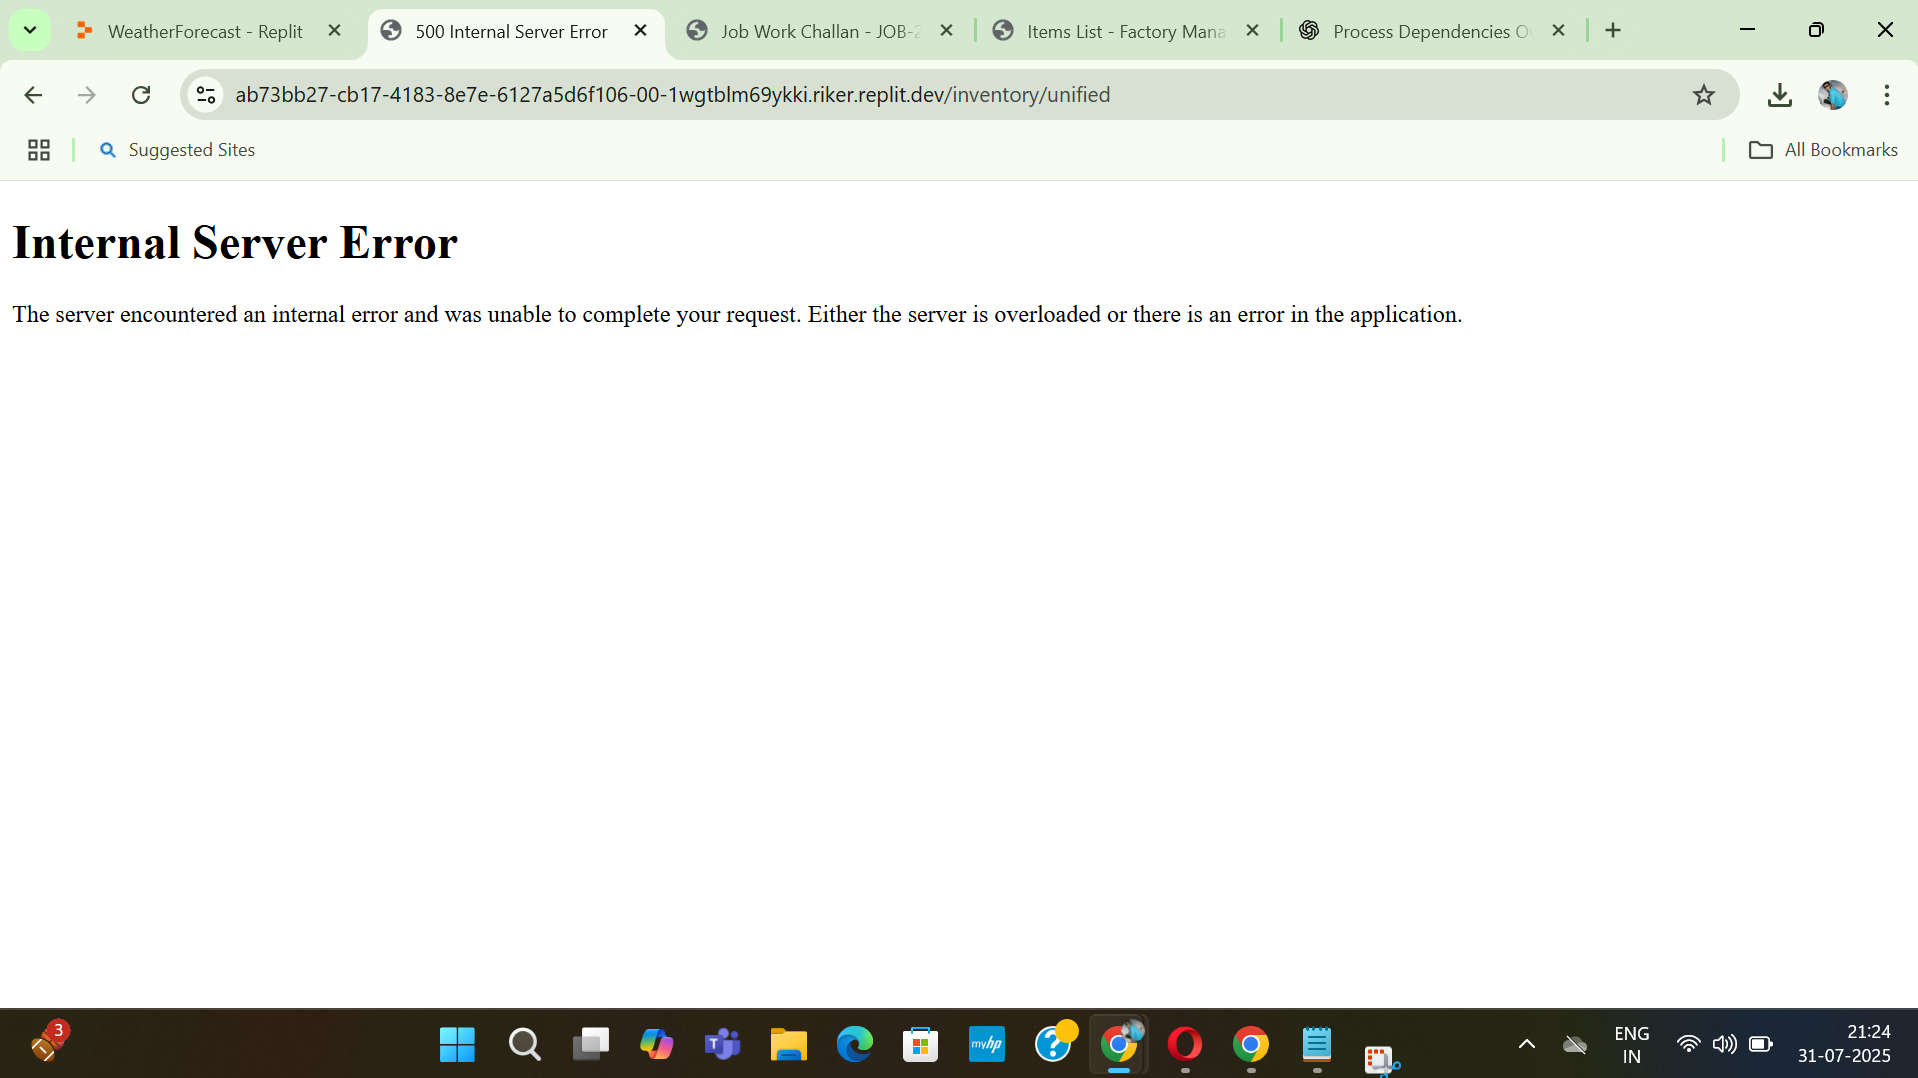 WeatherForecast - Replit
500 Internal Server Error
Job Work Challan - JOB-2
Items List - Factory Mana
Process Dependencies O
ab73bb27-cb17-4183-8e7e-6127a5d6f106-00-1wgtblm69ykki.riker.replit.dev/inventory/unified
Suggested Sites
All Bookmarks
Internal Server Error
The server encountered an internal error and was unable to complete your request. Either the server is overloaded or there is an error in the application.
3
myhp
ENG
IN
21:24
31-07-2025